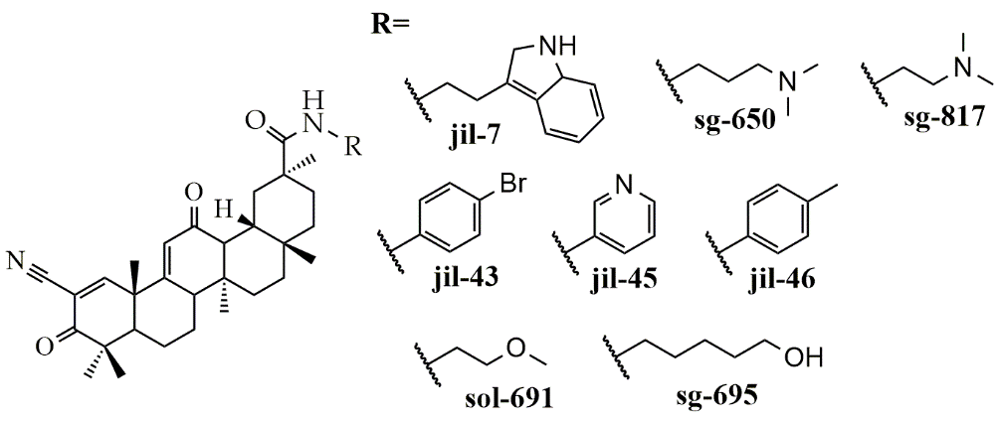 R=
NH
N
N
jil-7
sg-650
sg-817
O
H
N
R
O
H
N
O
Br
N
jil-43
jil-45
jil-46
O
OH
sol-691
sg-695